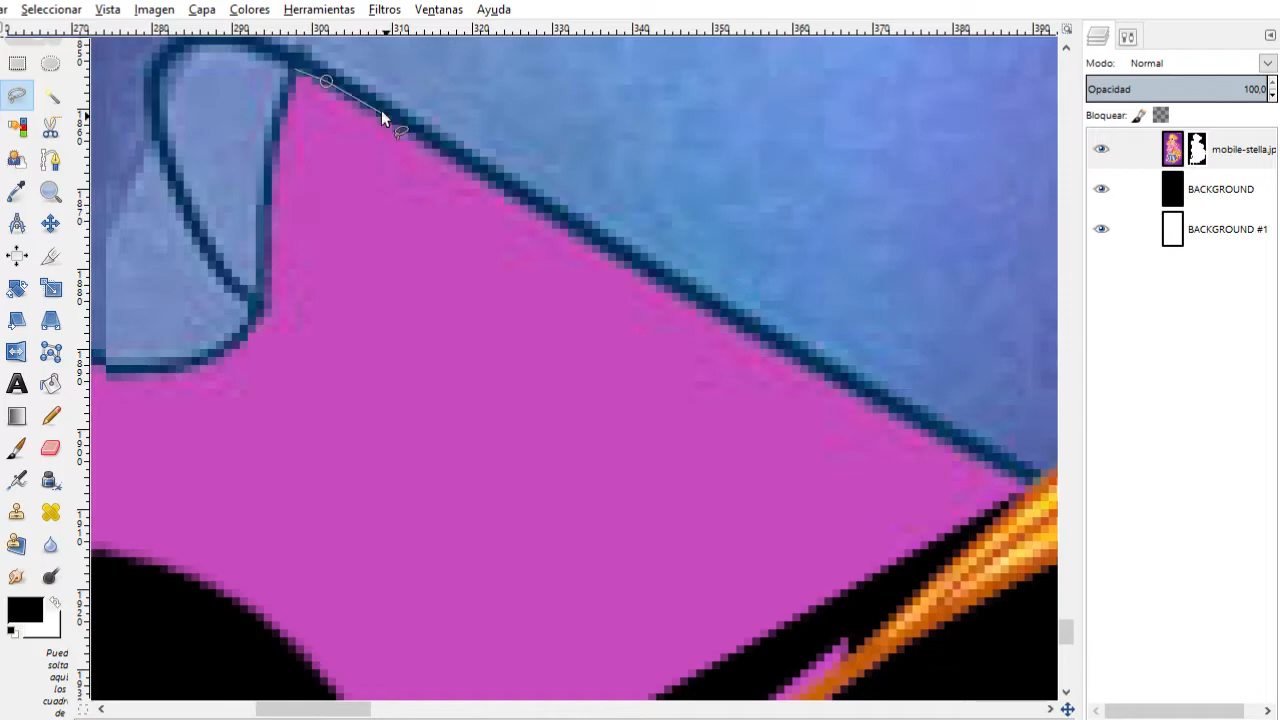 ar Seleccionar Vista Imagen Capa Colores Herramientas Filtros Ventanas Ayuda
270 280 290 300 310 320 330 340 350 360 370 380 390
Modo: Normal
Opacidad 100,0
Bloquear:
mobile-stella.jp
BACKGROUND
BACKGROUND #1
Pued
solta
aquí
los
cuadro
de